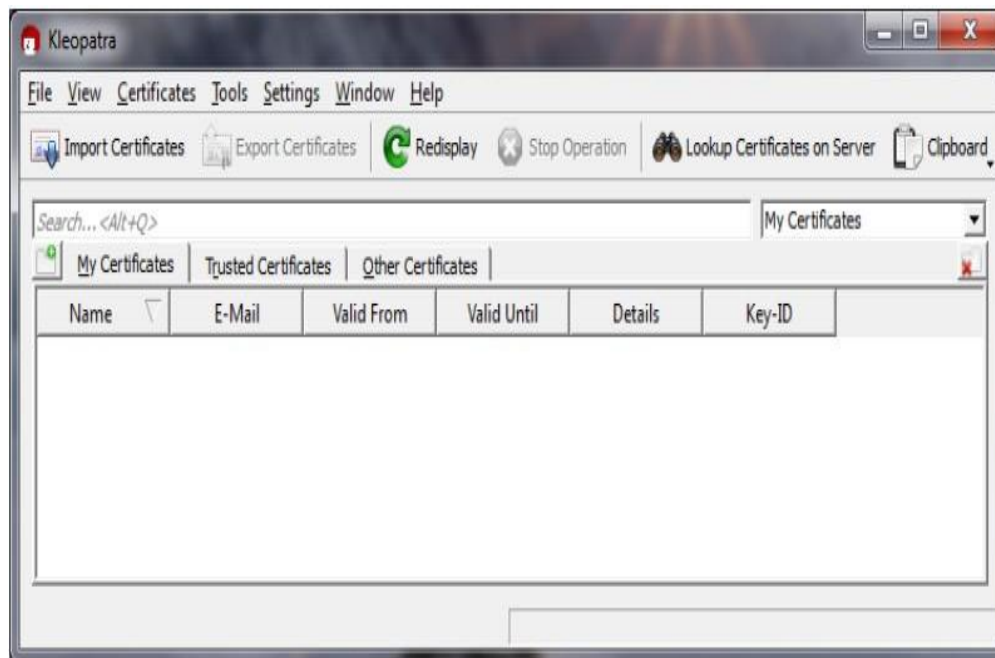 Kleopatra
File View Certificates Tools Settings Window Help
Import Certificates Export Certificates Redisplay Stop Operation Lookup Certificates on Server Clipboard
Search...<Alt+Q> My Certificates
My Certificates Trusted Certificates Other Certificates
Name E-Mail Valid From Valid Until Details Key-ID